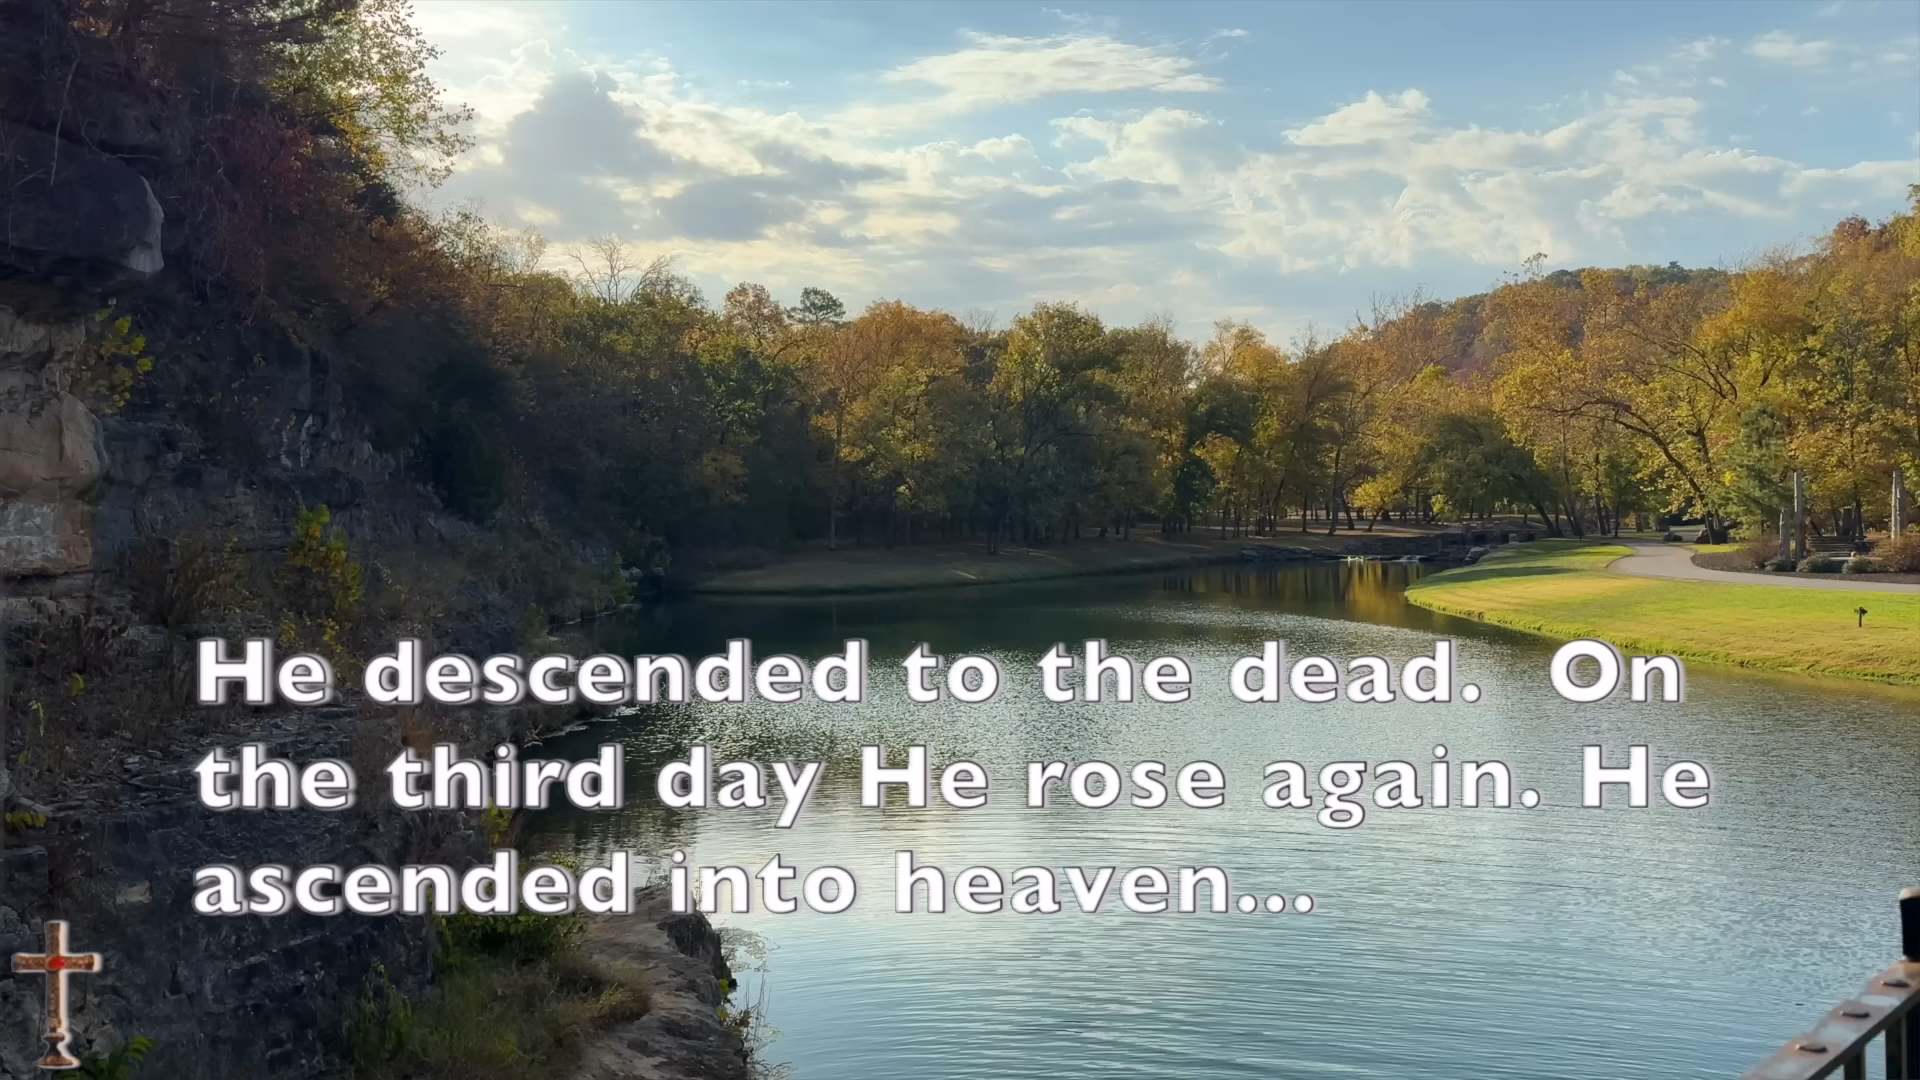 He descended to the dead.  On
the third day He rose again. He
ascended into heaven...